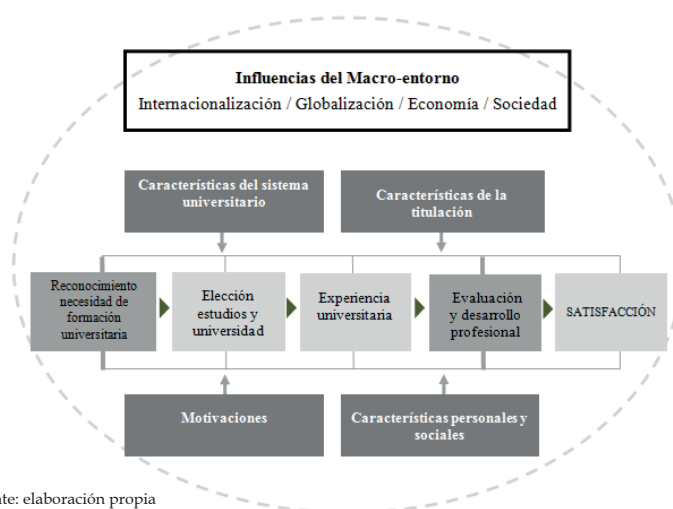 Influencias del Macro-entorno
Internacionalización / Globalización / Economía / Sociedad
Características del sistema
universitario
Características de la
titulación
Reconocimiento
necesidad de
formación
universitaria
Elección
estudios y
universidad
Experiencia
universitaria
Evaluación
y desarrollo
profesional
SATISFACCIÓN
Motivaciones
Características personales y
sociales
nte: elaboración propia